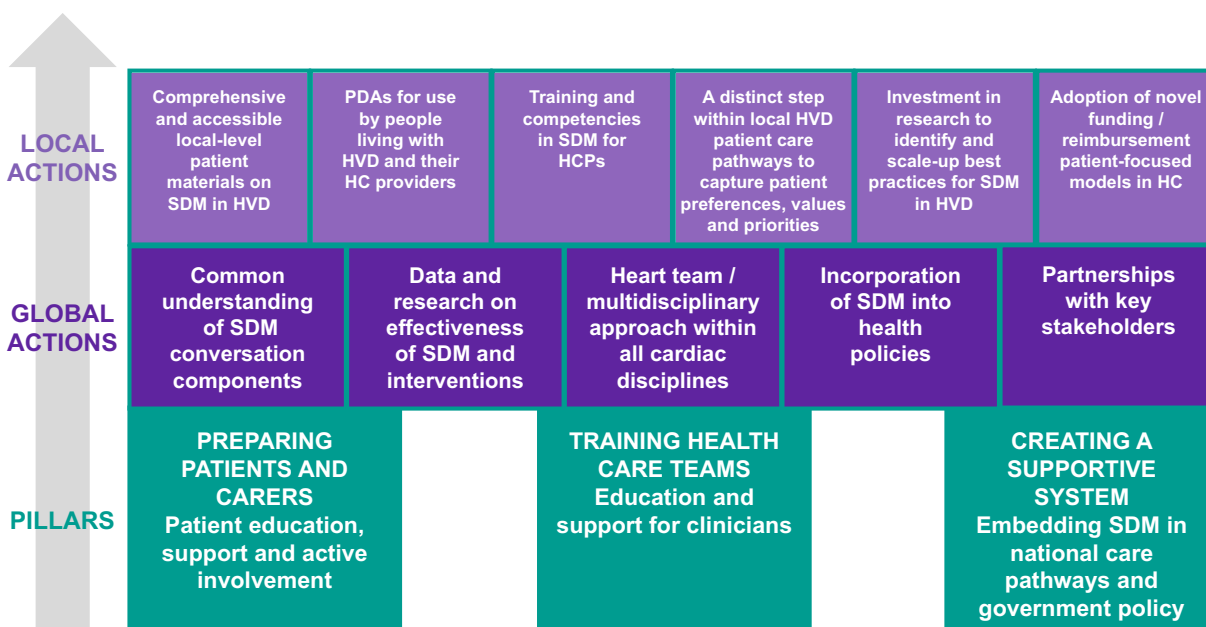 LOCAL
ACTIONS
Comprehensive
and accessible
local-level
patient
materials on
SDM in HVD
PDAs for use
by people
living with
HVD and their
HC providers
Training and
competencies
in SDM for
HCPs
A distinct step
within local HVD
patient care
pathways to
capture patient
preferences, values
and priorities
Investment in
research to
identify and
scale-up best
practices for SDM
in HVD
Adoption of novel
funding /
reimbursement
patient-focused
models in HC
GLOBAL
ACTIONS
Common
understanding
of SDM
conversation
components
Data and
research on
effectiveness
of SDM and
interventions
Heart team /
multidisciplinary
approach within
all cardiac
disciplines
Incorporation
of SDM into
health
policies
Partnerships
with key
stakeholders
PILLARS
PREPARING
PATIENTS AND
CARERS
Patient education,
support and active
involvement
TRAINING HEALTH
CARE TEAMS
Education and
support for clinicians
CREATING A
SUPPORTIVE
SYSTEM
Embedding SDM in
national care
pathways and
government policy